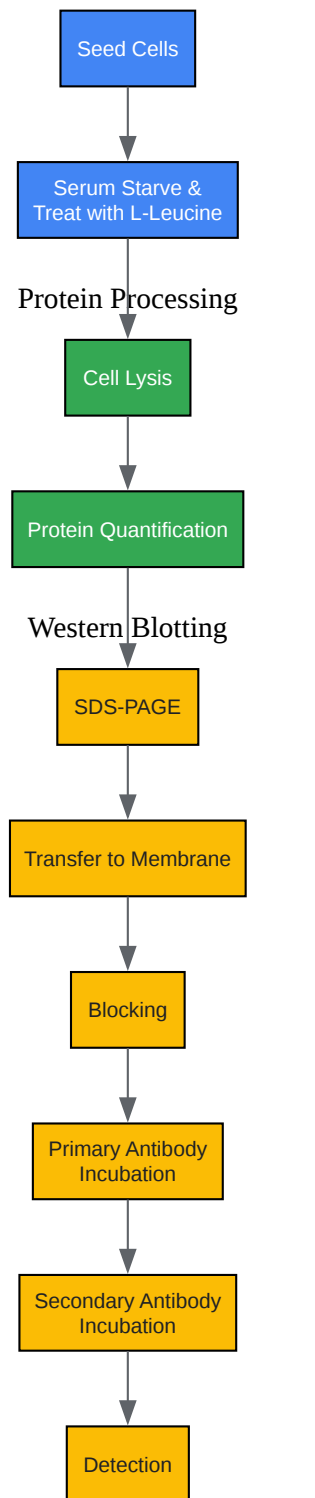 Seed Cells
Serum Starve &
Treat with L-Leucine
Protein Processing
Cell Lysis
Protein Quantification
Western Blotting
SDS-PAGE
Transfer to Membrane
Blocking
Primary Antibody
Incubation
Secondary Antibody
Incubation
Detection